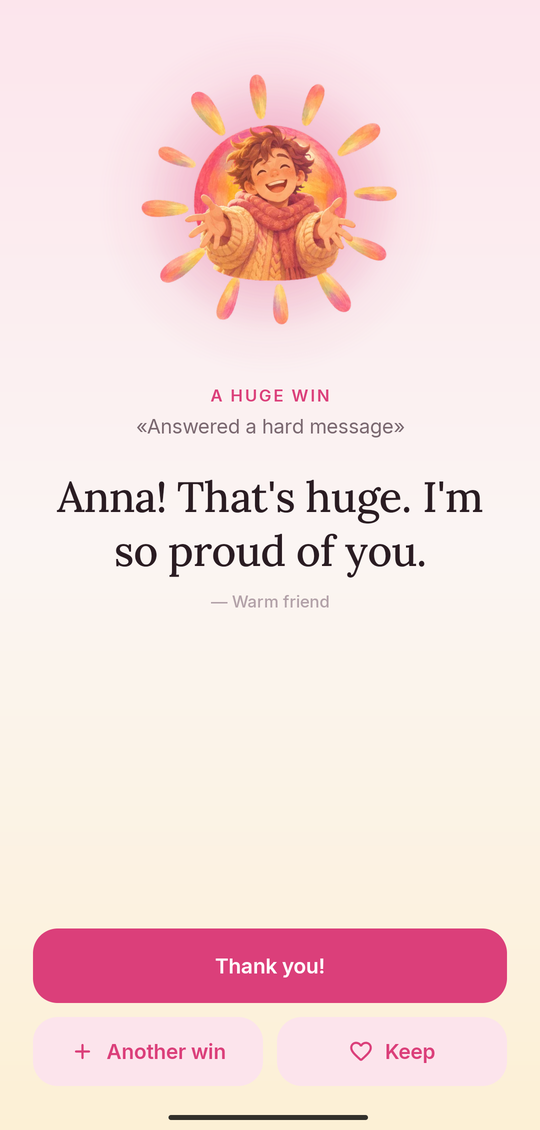 A HUGE WIN
«Answered a hard message»
Anna! That's huge. I'm
so proud of you.
— Warm friend
Thank you!
+ Another win
Keep